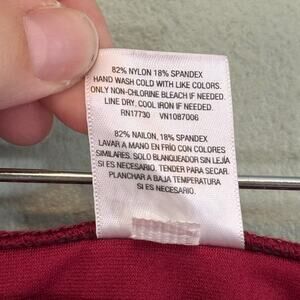 82% NYLON 18% SPANDEX
HAND WASH COLD WITH LIKE COLORS.
ONLY NON-CHLORINE BLEACH IF NEEDED.
LINE DRY. COOL IRON IF NEEDED.
RN17730 VN1087006
82% NAILON, 18% SPANDEX
LAVAR A MANO EN FRÍO CON COLORES
SIMILARES. SOLO BLANQUEADOR SIN LEJÍA
SI ES NECESARIO. TENDER PARA SECAR.
PLANCHAR A BAJA TEMPERATURA
SI ES NECESARIO.